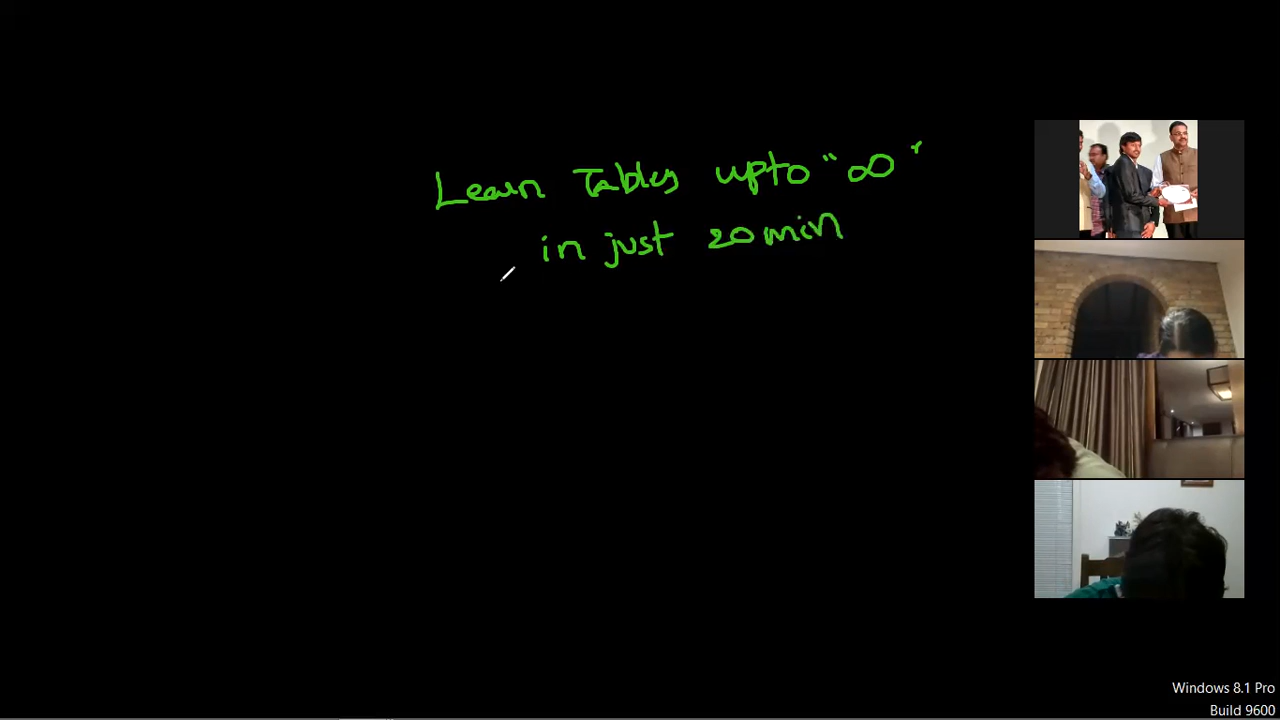 Learn Tables upto "∞"
in just 20 min
Windows 8.1 Pro
Build 9600